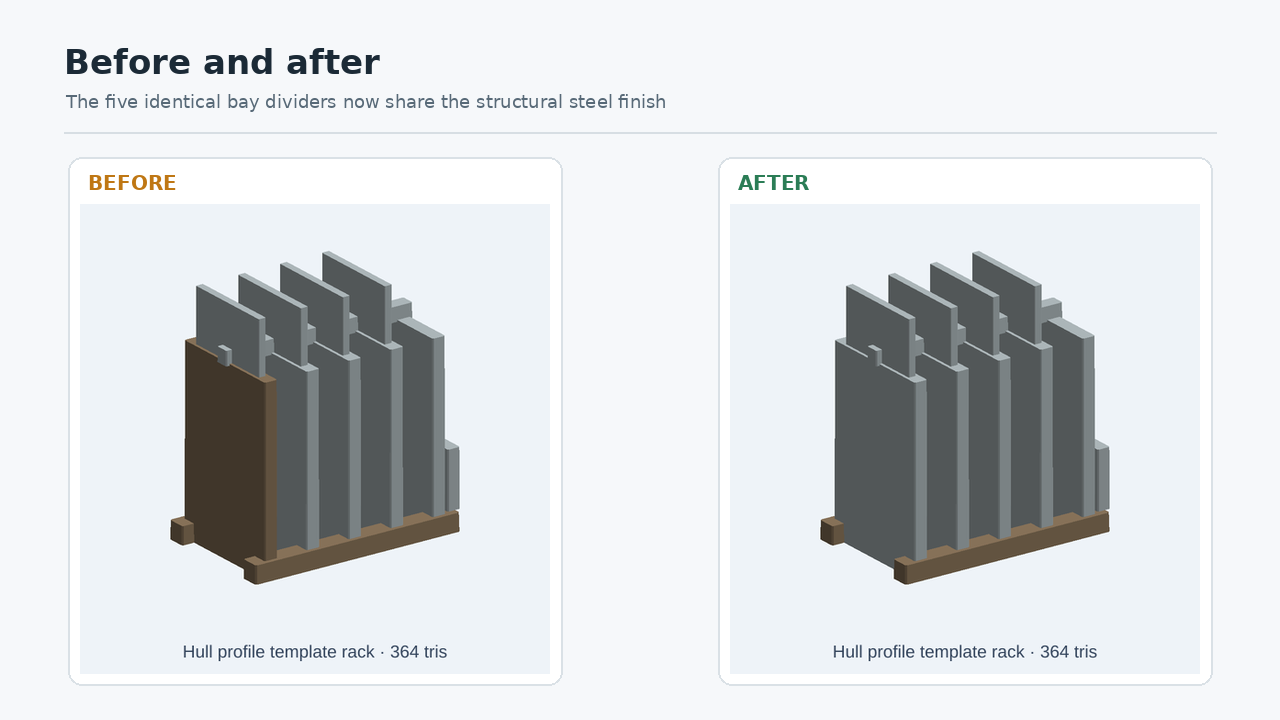 Before and after
The five identical bay dividers now share the structural steel finish
BEFORE
AFTER
Hull profile template rack · 364 tris
Hull profile template rack · 364 tris